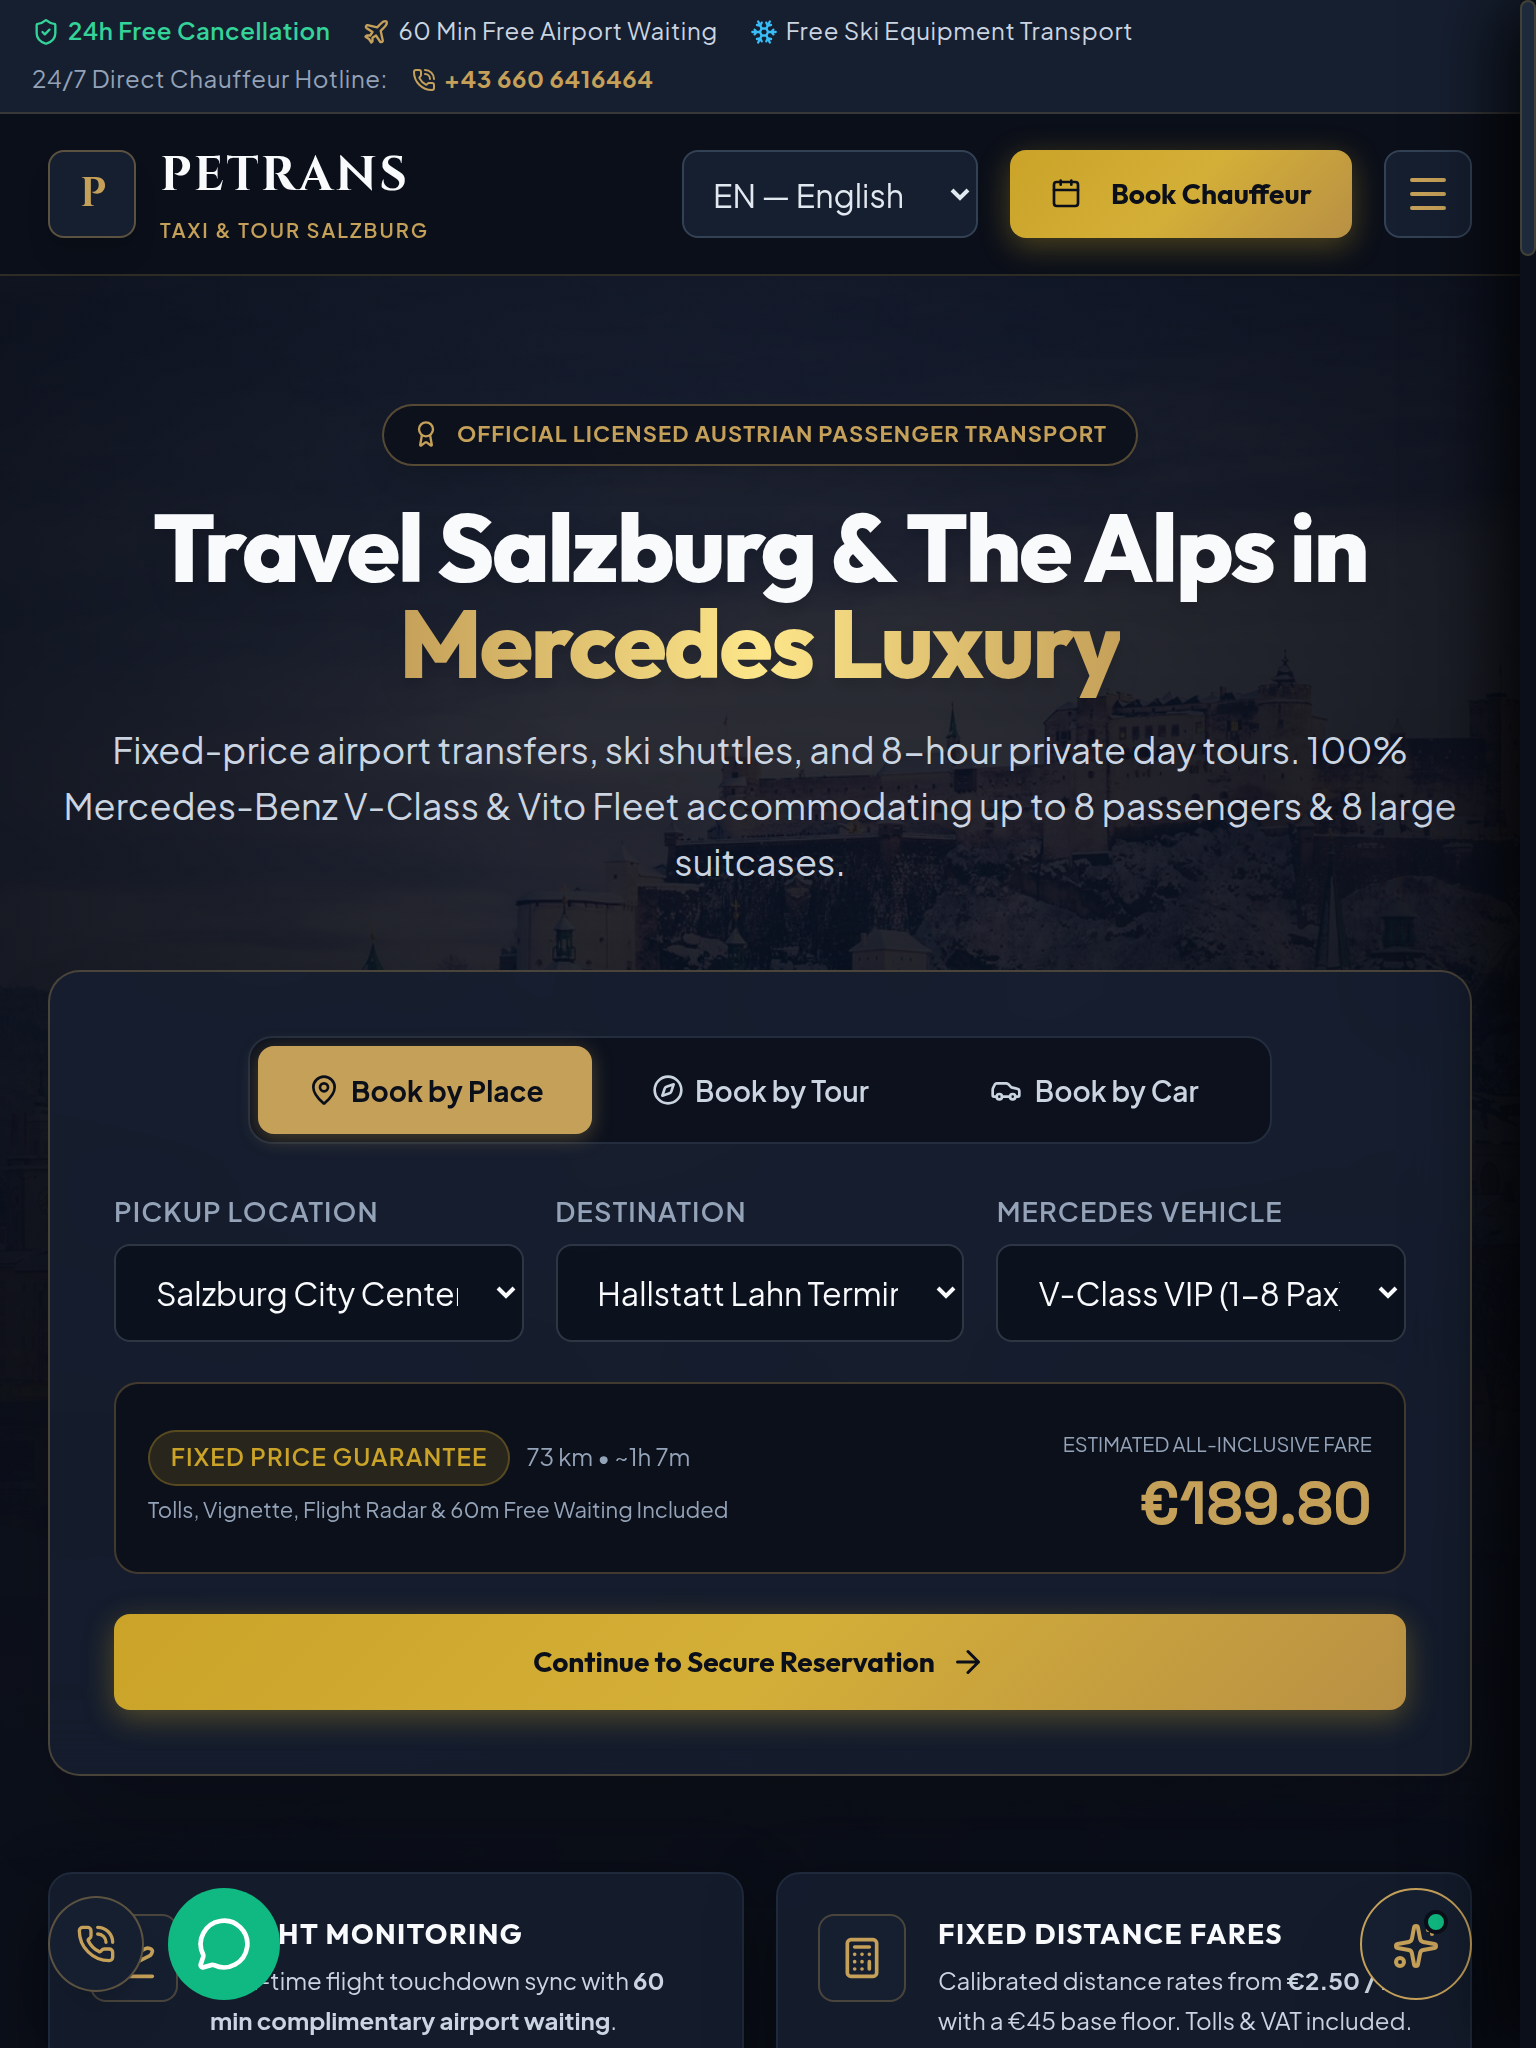 24h Free Cancellation 60 Min Free Airport Waiting Free Ski Equipment Transport
24/7 Direct Chauffeur Hotline: +43 660 6416464
P PETRANS
TAXI & TOUR SALZBURG
EN — English
Book Chauffeur
OFFICIAL LICENSED AUSTRIAN PASSENGER TRANSPORT
Travel Salzburg & The Alps in
Mercedes Luxury
Fixed-price airport transfers, ski shuttles, and 8–hour private day tours. 100%
Mercedes-Benz V-Class & Vito Fleet accommodating up to 8 passengers & 8 large
suitcases.
Book by Place Book by Tour Book by Car
PICKUP LOCATION DESTINATION MERCEDES VEHICLE
Salzburg City Center Hallstatt Lahn V-Class VIP (1–8 Pax)
FIXED PRICE GUARANTEE 73 km • ~1h 7m
Tolls, Vignette, Flight Radar & 60m Free Waiting Included
ESTIMATED ALL-INCLUSIVE FARE
€189.80
Continue to Secure Reservation
HT MONITORING
-time flight touchdown sync with 60
min complimentary airport waiting.
FIXED DISTANCE FARES
Calibrated distance rates from €2.50 /
with a €45 base floor. Tolls & VAT included.